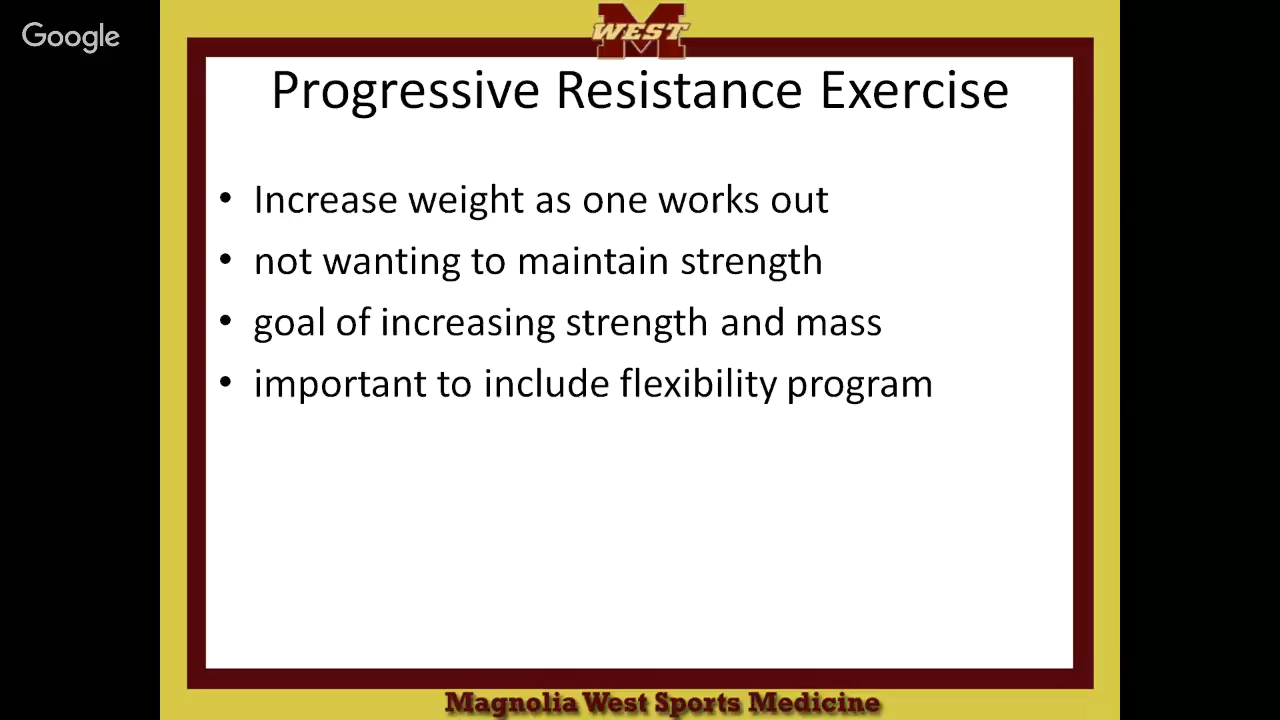 Google
M
WEST
Progressive Resistance Exercise
• Increase weight as one works out
• not wanting to maintain strength
• goal of increasing strength and mass
• important to include flexibility program
Magnolia West Sports Medicine